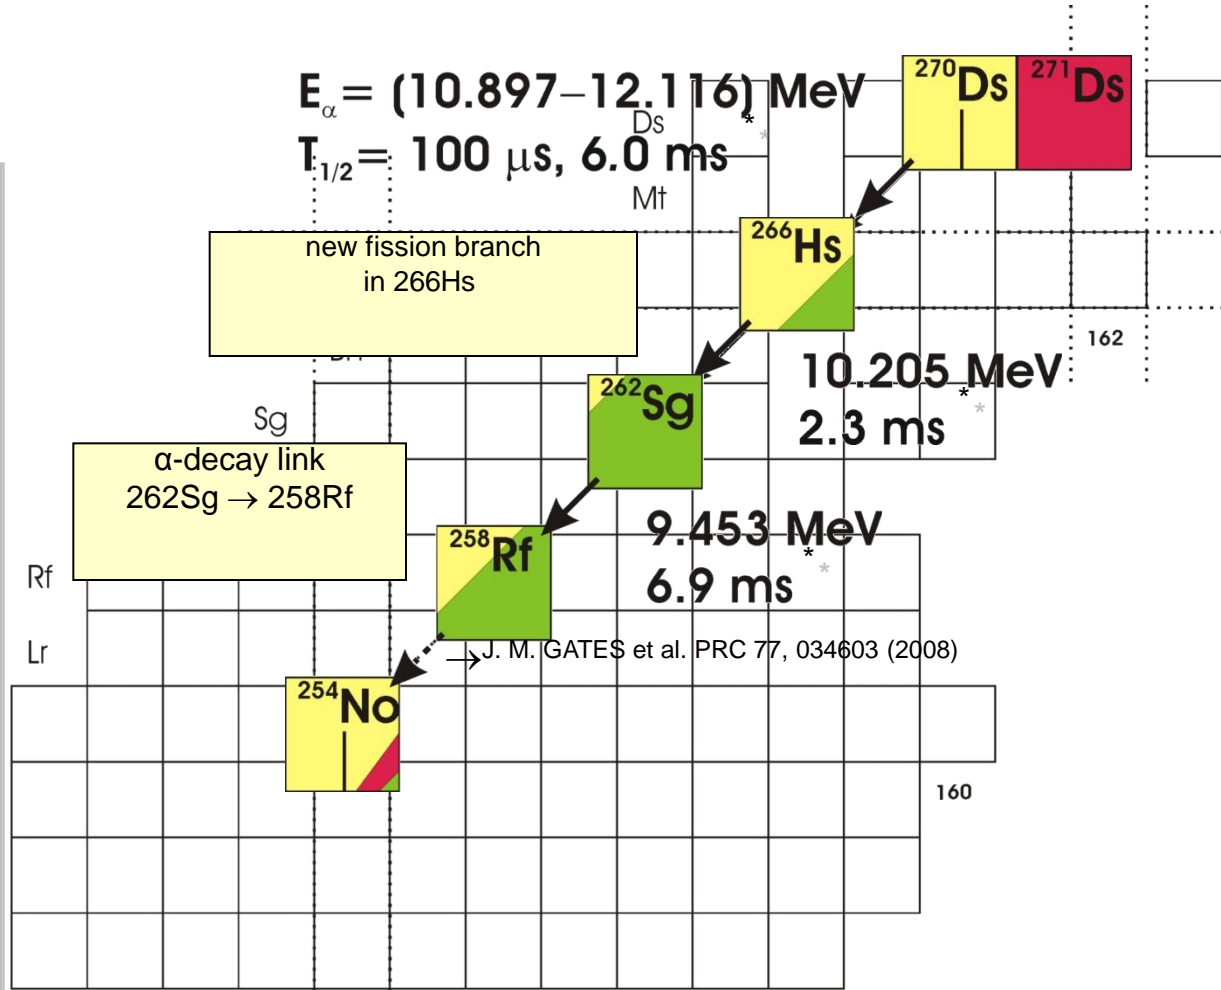 ²⁷⁰Ds ²⁷¹Ds
E_α = (10.897–12.116) MeV
Ds * *
T_1/2 = 100 μs, 6.0 ms
Mt
²⁶⁶Hs
new fission branch
in 266Hs
162
10.205 MeV
* *
2.3 ms
²⁶²Sg
Sg
α-decay link
262Sg → 258Rf
9.453 MeV
* *
6.9 ms
²⁵⁸Rf
Rf
Lr
→ J. M. GATES et al. PRC 77, 034603 (2008)
²⁵⁴No
160